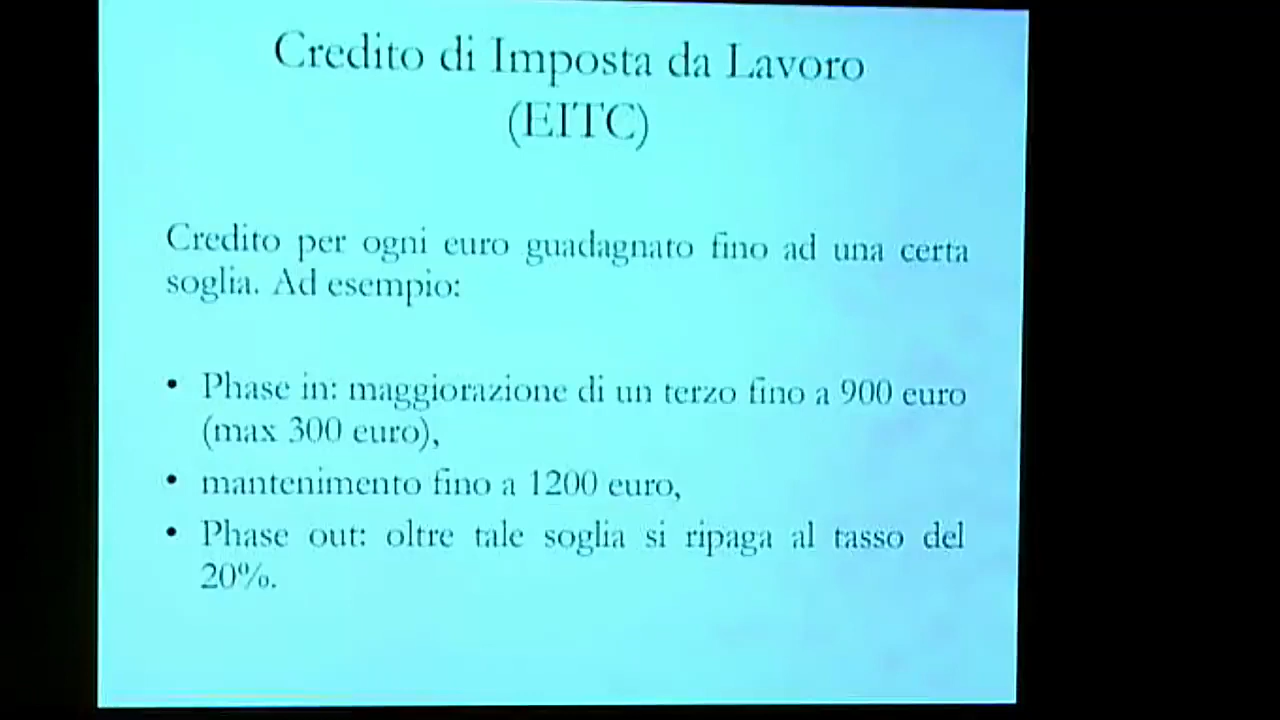 Credito di Imposta da Lavoro
(EITC)
Credito per ogni euro guadagnato fino ad una certa
soglia. Ad esempio:
• Phase in: maggiorazione di un terzo fino a 900 euro
(max 300 euro),
• mantenimento fino a 1200 euro,
• Phase out: oltre tale soglia si ripaga al tasso del
20%.